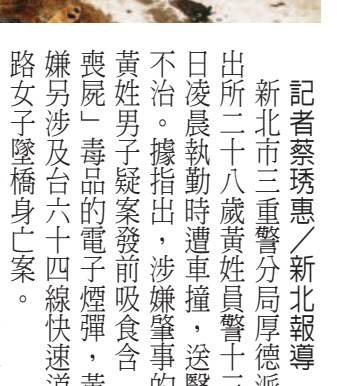 記者蔡琇惠／新北報導
新北市三重警分局厚德派
出所二十八歲黃姓員警十
日凌晨執勤時遭車撞，送醫
不治。據指出，涉嫌肇事的
黃姓男子疑案發前吸食含
喪屍」毒品的電子煙彈，黃
嫌另涉及台六十四線快速道
路女子墜橋身亡案。